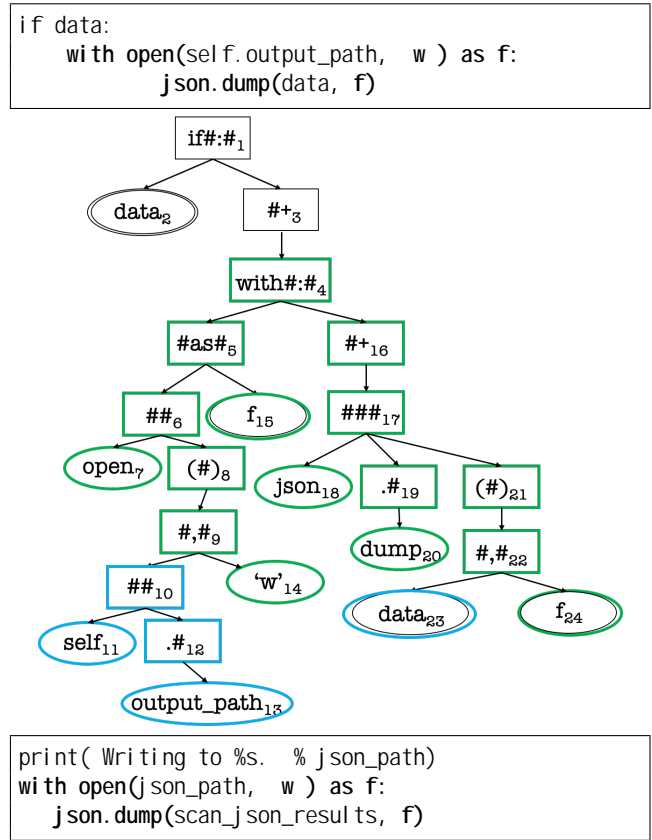 if data:
with open(self.output_path, w ) as f:
json.dump(data, f)
if#:#1
data2 #+3
with#:#4
#as#5 #+16
##6 f15 ###17
open7 (#)8 json18 .#19 (#)21
#,#9 dump20 #,#22
##10 ‘w’14 data23 f24
self11 .#12
output_path13
print( Writing to %s. % json_path)
with open(json_path, w ) as f:
json.dump(scan_json_results, f)